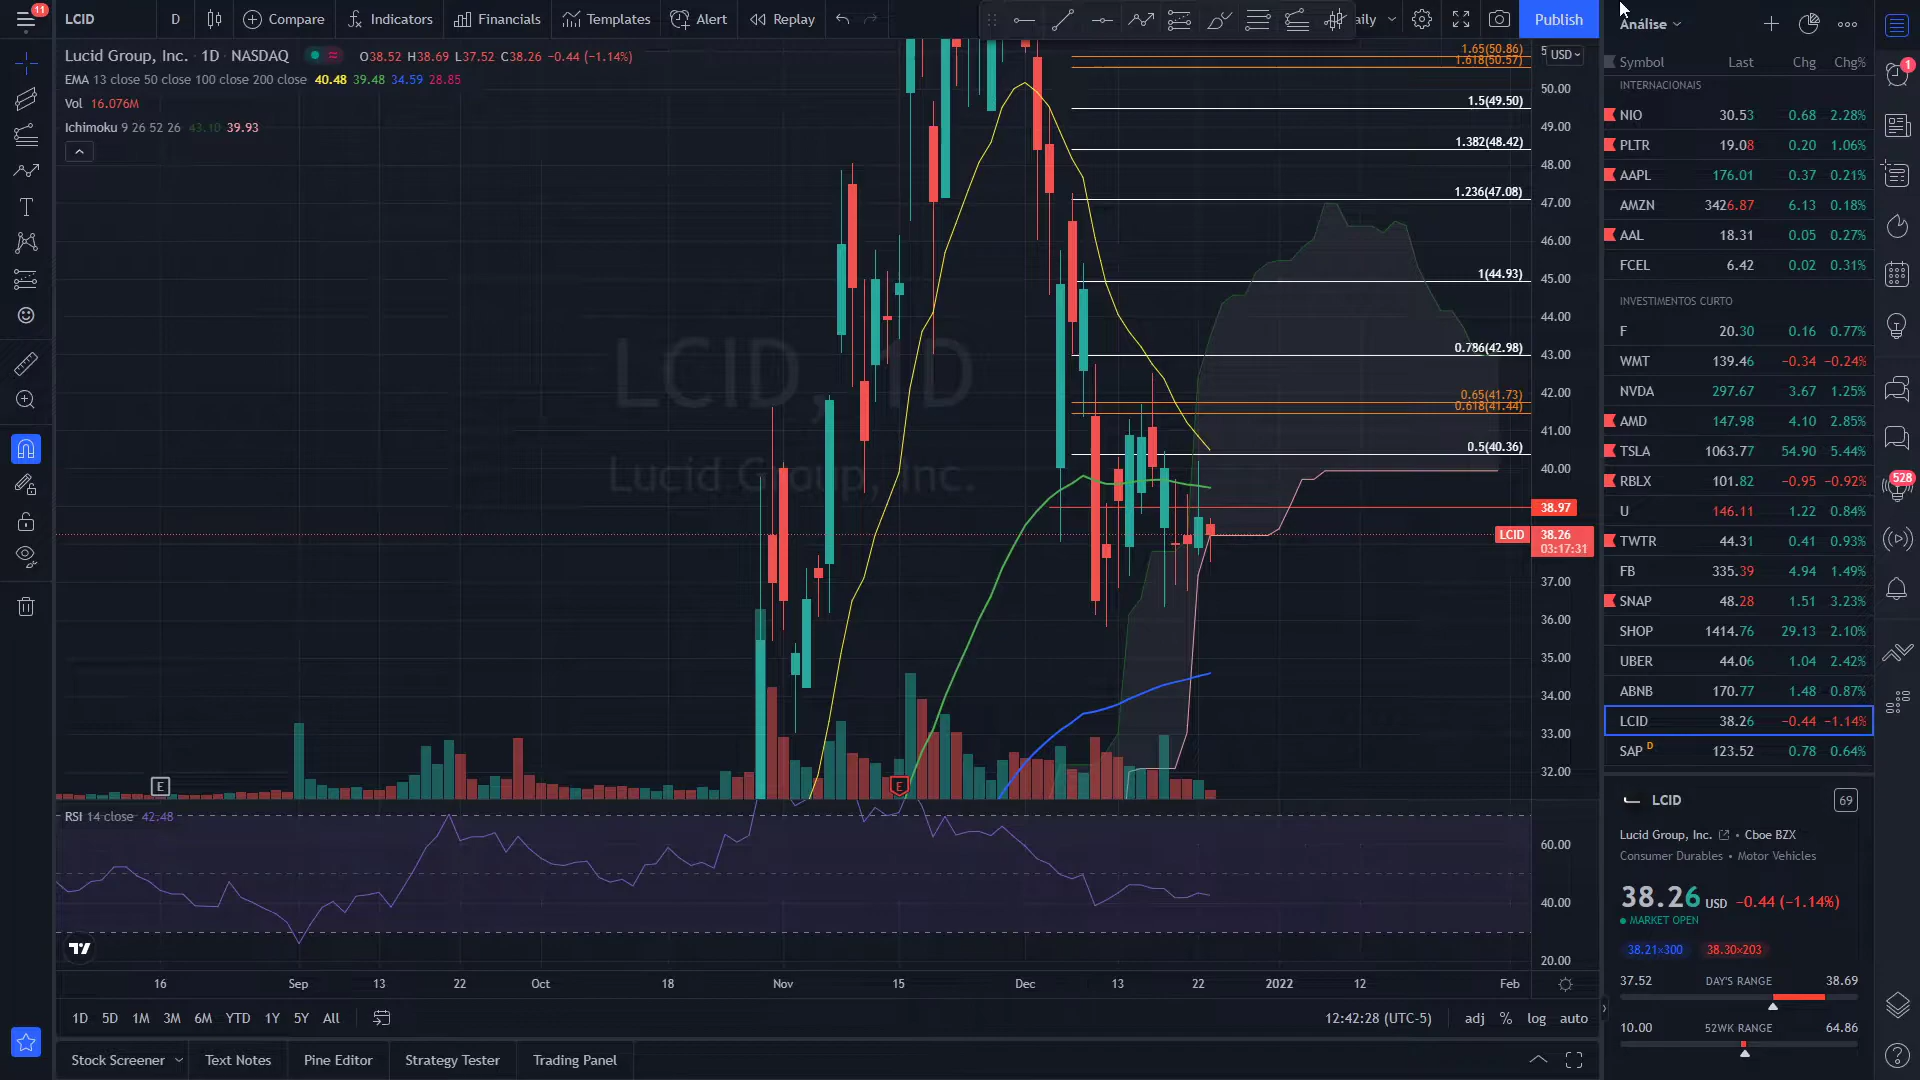 11
LCID
D
Compare
Indicators
Financials
Templates
Alert
Replay
aily
Publish
Análise
Lucid Group, Inc. · 1D · NASDAQ
O38.52 H38.69 L37.52 C38.26 −0.44 (−1.14%)
EMA 13 close 50 close 100 close 200 close 40.48 39.48 34.59 28.85
Vol 16.076M
Ichimoku 9 26 52 26 43.10 39.93
LCID, 1D
Lucid Group, Inc.
1.65(50.86)
1.618(50.57)
1.5(49.50)
1.382(48.42)
1.236(47.08)
1(44.93)
0.786(42.98)
0.65(41.73)
0.618(41.44)
0.5(40.36)
USD
50.00
49.00
48.00
47.00
46.00
45.00
44.00
43.00
42.00
41.00
40.00
38.97
LCID 38.26
03:17:31
37.00
36.00
35.00
34.00
33.00
32.00
E
E
RSI 14 close 42.48
60.00
40.00
20.00
16 Sep 13 22 Oct 18 Nov 15 Dec 13 22 2022 12 Feb
1D 5D 1M 3M 6M YTD 1Y 5Y All
12:42:28 (UTC-5)
adj % log auto
Stock Screener
Text Notes
Pine Editor
Strategy Tester
Trading Panel
Symbol Last Chg Chg%
INTERNACIONAIS
NIO 30.53 0.68 2.28%
PLTR 19.08 0.20 1.06%
AAPL 176.01 0.37 0.21%
AMZN 3426.87 6.13 0.18%
AAL 18.31 0.05 0.27%
FCEL 6.42 0.02 0.31%
INVESTIMENTOS CURTO
F 20.30 0.16 0.77%
WMT 139.46 −0.34 −0.24%
NVDA 297.67 3.67 1.25%
AMD 147.98 4.10 2.85%
TSLA 1063.77 54.90 5.44%
RBLX 101.82 −0.95 −0.92%
U 146.11 1.22 0.84%
TWTR 44.31 0.41 0.93%
FB 335.39 4.94 1.49%
SNAP 48.28 1.51 3.23%
SHOP 1414.76 29.13 2.10%
UBER 44.06 1.04 2.42%
ABNB 170.77 1.48 0.87%
LCID 38.26 −0.44 −1.14%
SAP D 123.52 0.78 0.64%
LCID
69
Lucid Group, Inc. • Cboe BZX
Consumer Durables • Motor Vehicles
38.26 USD −0.44 (−1.14%)
MARKET OPEN
38.21×300 38.30×203
37.52 DAY'S RANGE 38.69
10.00 52WK RANGE 64.86
1
528